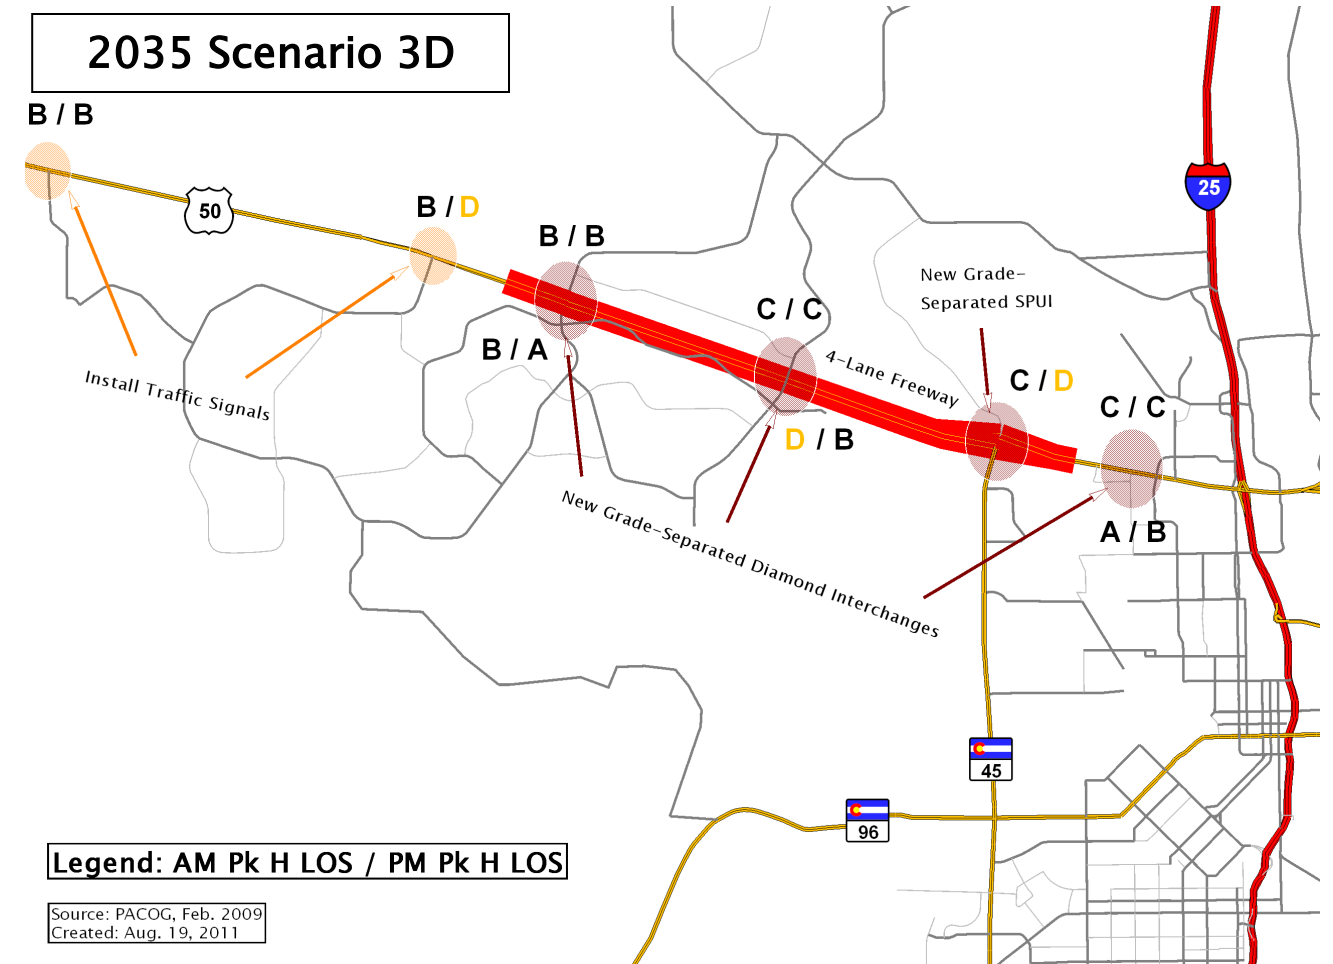 2035 Scenario 3D
B / B
50
25
B / D
B / B
New Grade-
Separated SPUI
C / C
B / A
4-Lane Freeway
C / D
Install Traffic Signals
C / C
D / B
New Grade-Separated Diamond Interchanges
A / B
45
96
Legend: AM Pk H LOS / PM Pk H LOS
Source: PACOG, Feb. 2009
Created: Aug. 19, 2011